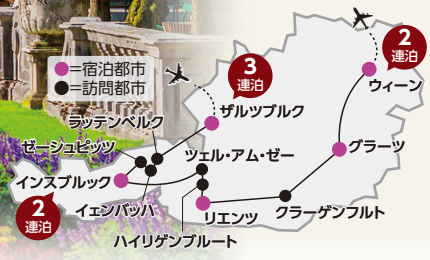 ●=宿泊都市
●=訪問都市
3
連泊
2
連泊
ザルツブルク
ウィーン
ラッテンベルク
ゼーシュピッツ
ツェル・アム・ゼー
グラーツ
インスブルック
2
連泊
イェンバッハ
リエンツ
クラーゲンフルト
ハイリゲンブルート